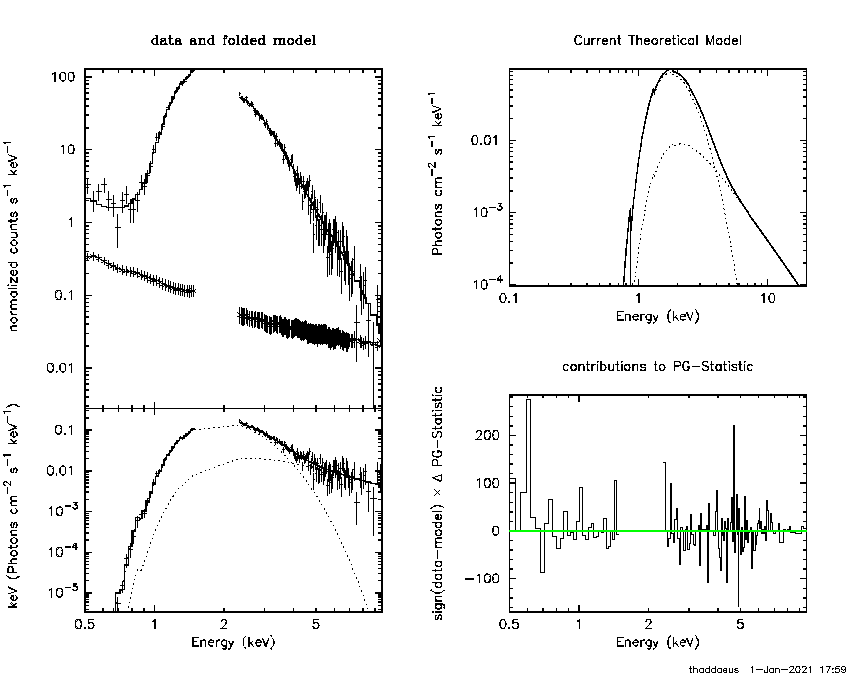 data and folded model
normalized counts s⁻¹ keV⁻¹
100
10
1
0.1
0.01
keV (Photons cm⁻² s⁻¹ keV⁻¹)
0.1
0.01
10⁻³
10⁻⁴
10⁻⁵
0.5 1 2 5
Energy (keV)
Current Theoretical Model
Photons cm⁻² s⁻¹ keV⁻¹
0.01
10⁻³
10⁻⁴
0.1 1 10
Energy (keV)
contributions to PG−Statistic
sign(data−model) × Δ PG−Statistic
200
100
0
−100
0.5 1 2 5
Energy (keV)
thaddaeus 1−Jan−2021 17:59